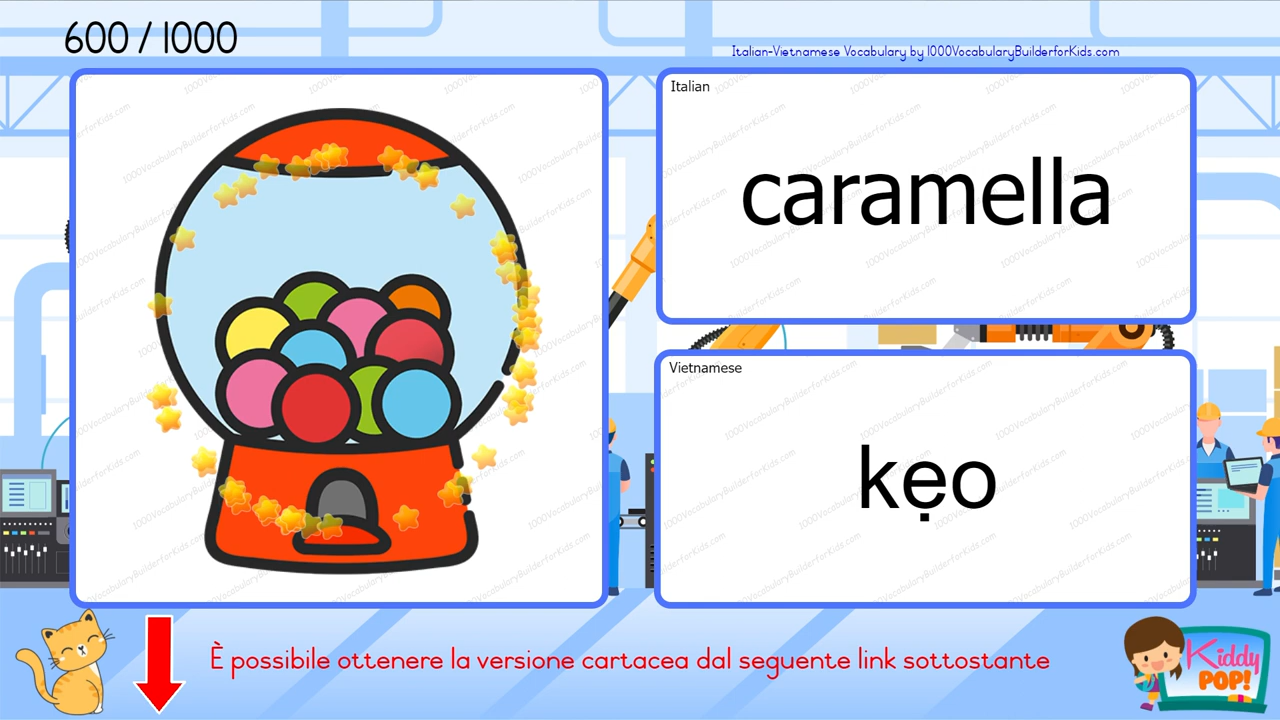 600 / 1000
Italian-Vietnamese Vocabulary by 1000VocabularyBuilderforKids.com
Italian
caramella
Vietnamese
kẹo
È possibile ottenere la versione cartacea dal seguente link sottostante
Kiddy
POP!